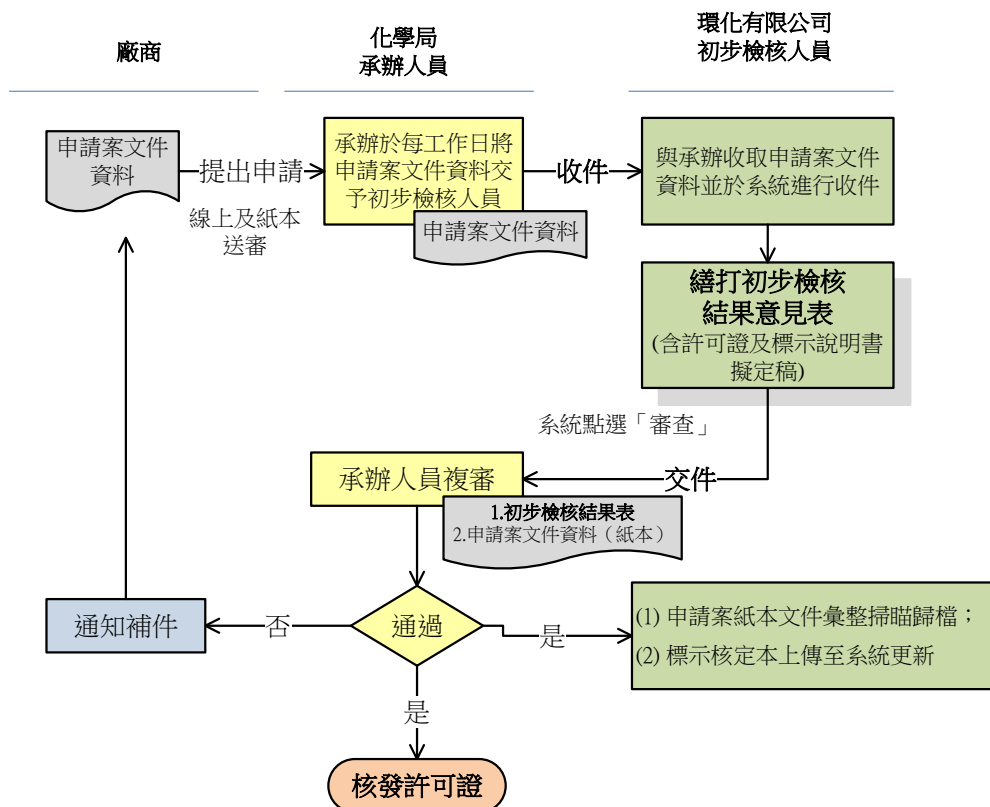 廠商
化學局
承辦人員
環化有限公司
初步檢核人員
申請案文件
資料
提出申請
線上及紙本
送審
承辦於每工作日將
申請案文件資料交
予初步檢核人員
申請案文件資料
收件
與承辦收取申請案文件
資料並於系統進行收件
繕打初步檢核
結果意見表
(含許可證及標示說明書
擬定稿)
系統點選「審查」
交件
承辦人員複審
1.初步檢核結果表
2.申請案文件資料（紙本）
通過
否
通知補件
是
(1) 申請案紙本文件彙整掃瞄歸檔；
(2) 標示核定本上傳至系統更新
是
核發許可證